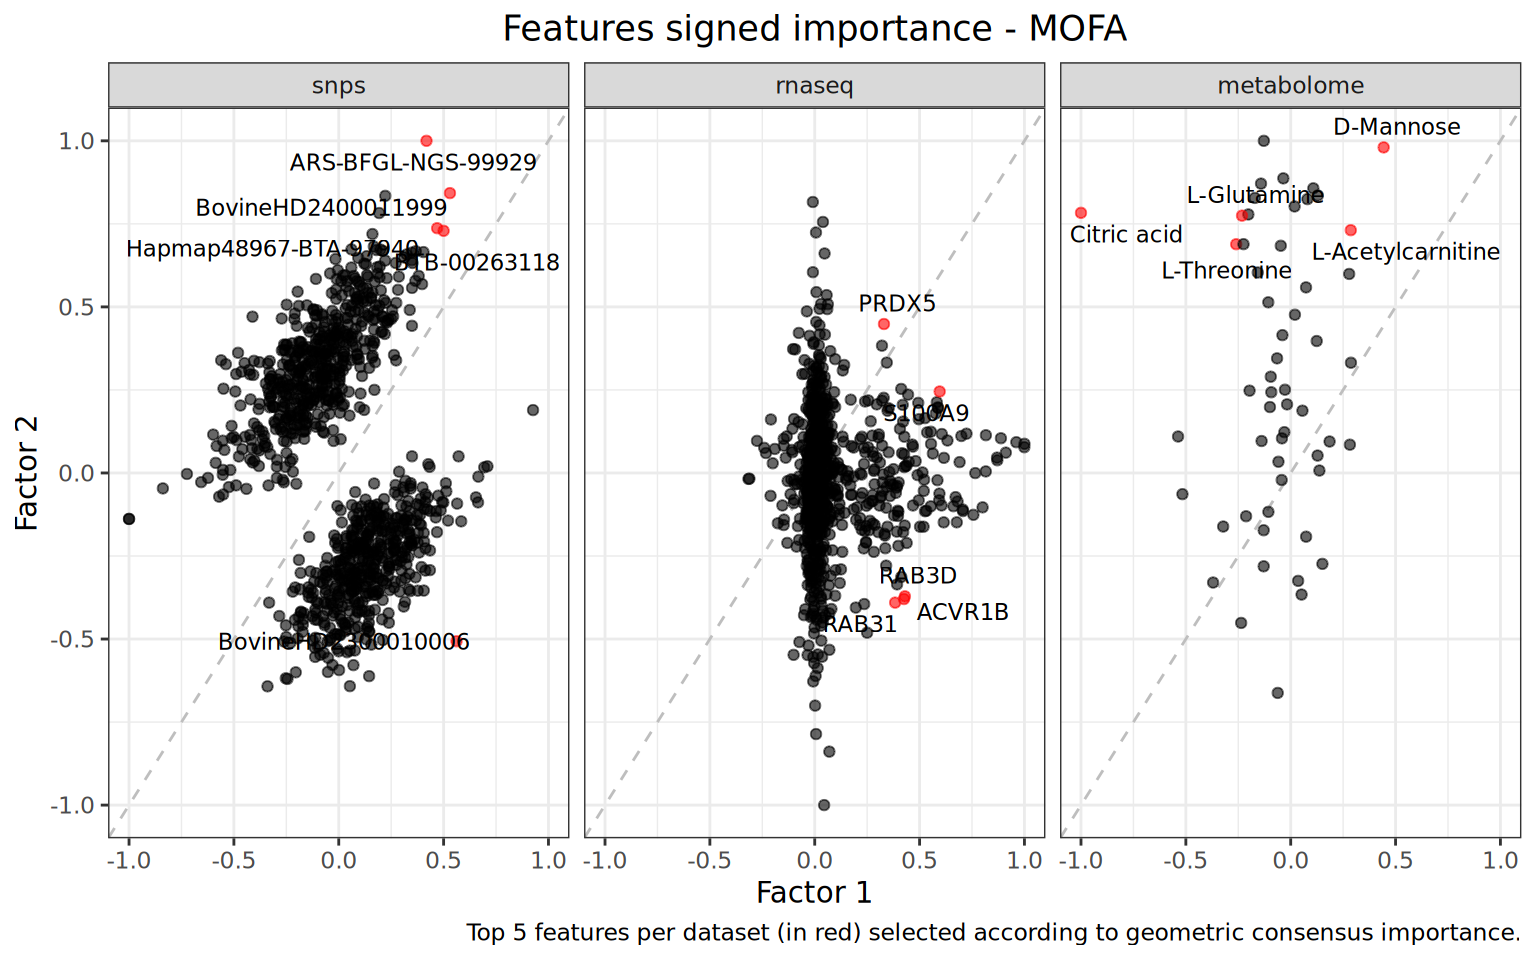 Features signed importance - MOFA
snps
rnaseq
metabolome
Factor 2
1.0
0.5
0.0
-0.5
-1.0
ARS-BFGL-NGS-99929
BovineHD2400011999
Hapmap48967-BTA-97940
BTB-00263118
BovineHD2300010006
PRDX5
S100A9
RAB3D
ACVR1B
RAB31
D-Mannose
L-Glutamine
Citric acid
L-Acetylcarnitine
L-Threonine
-1.0 -0.5 0.0 0.5 1.0
-1.0 -0.5 0.0 0.5 1.0
-1.0 -0.5 0.0 0.5 1.0
Factor 1
Top 5 features per dataset (in red) selected according to geometric consensus importance.